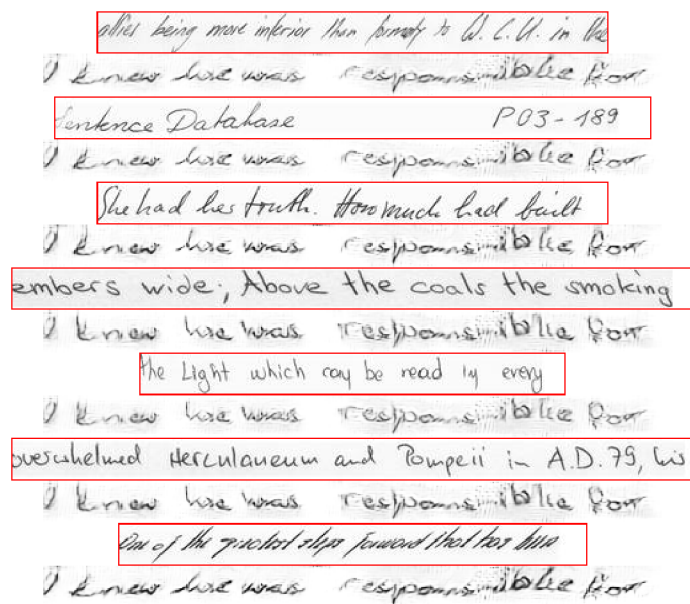 allies being more inferior than formerly to W.C.U. in the
I knew he was responsible for
Sentence Database P03-189
I knew he was responsible for
She had her truth. How much had built
I knew he was responsible for
embers wide; Above the coals the smoking
I knew he was responsible for
the Light which may be read in every
I knew he was responsible for
overwhelmed Herculaneum and Pompeii in A.D. 79, his
I knew he was responsible for
One of the greatest steps forward that has been
I knew he was responsible for